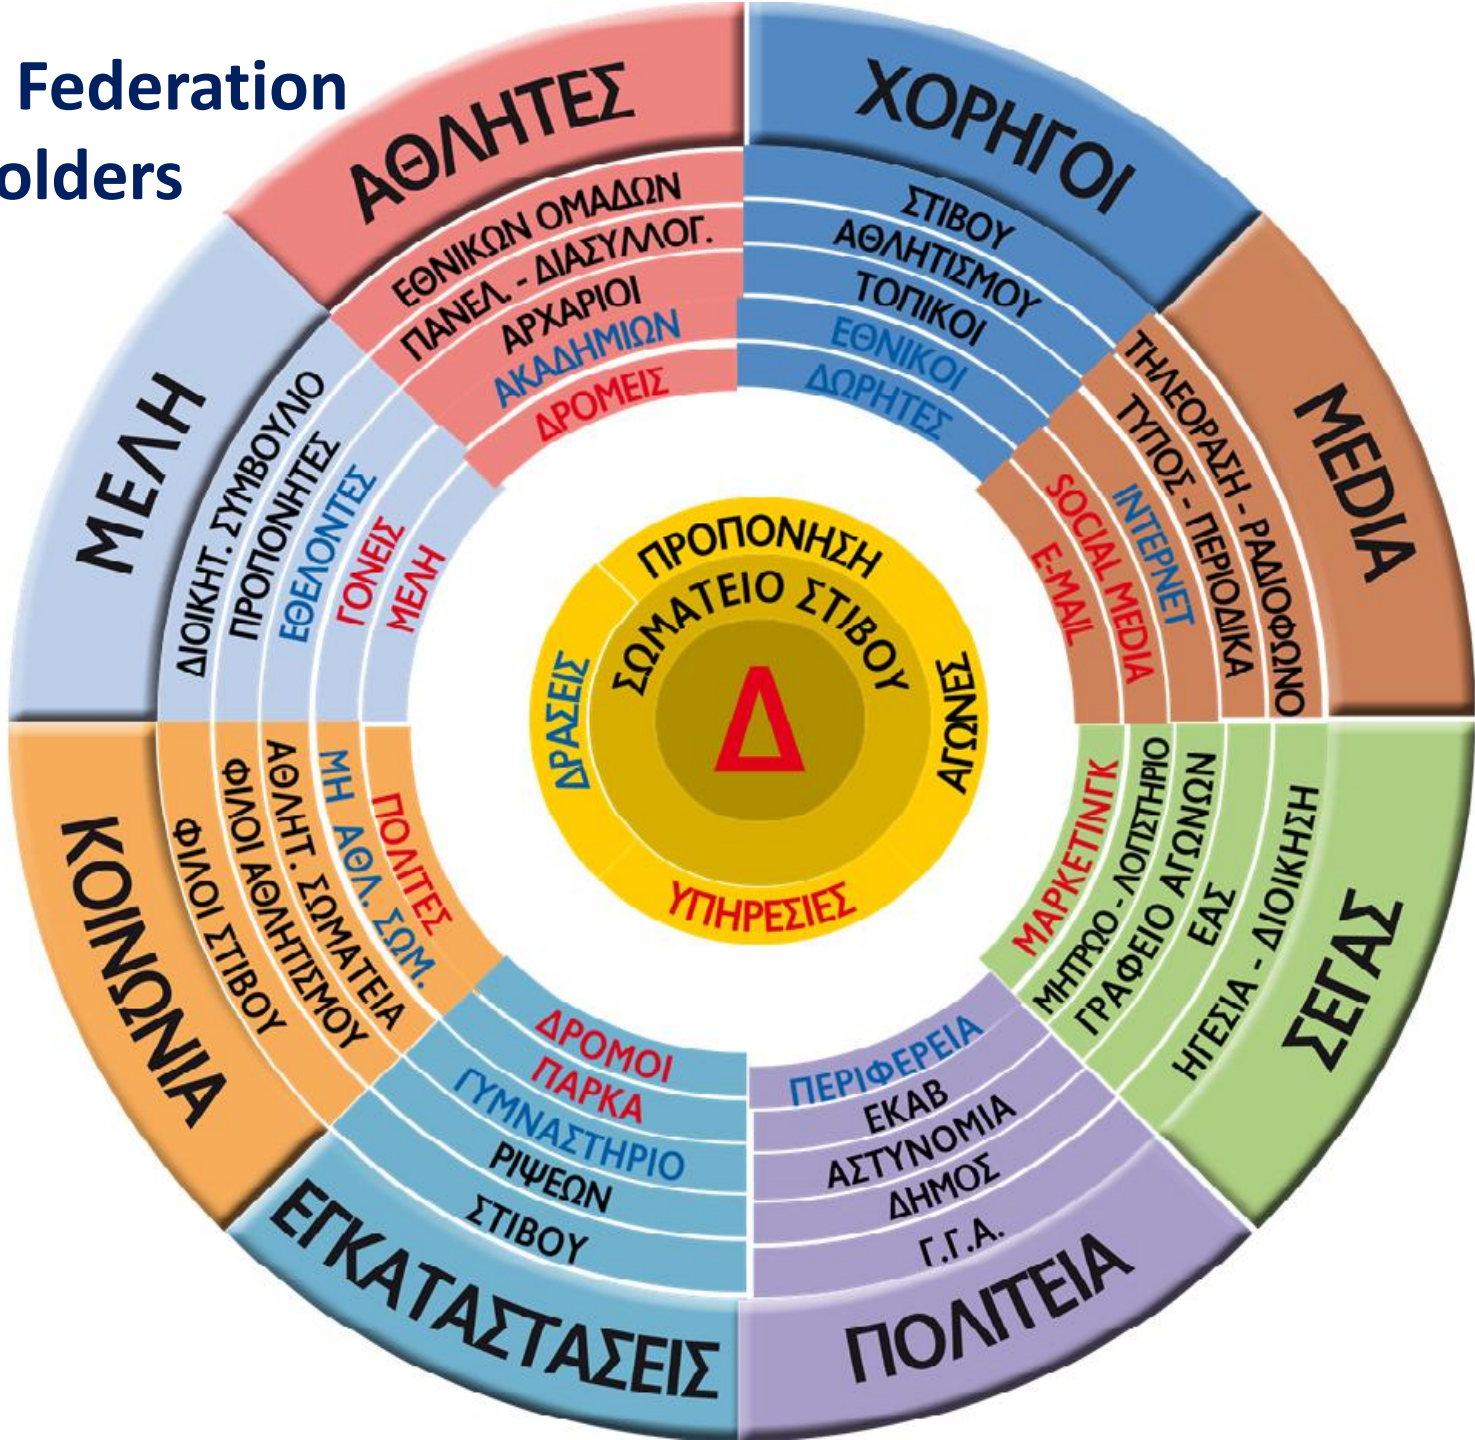 Federation
olders
ΑΘΛΗΤΕΣ
ΕΘΝΙΚΩΝ ΟΜΑΔΩΝ
ΠΑΝΕΛ. - ΔΙΑΣΥΛΛΟΓ.
ΑΡΧΑΡΙΟΙ
ΑΚΑΔΗΜΙΩΝ
ΔΡΟΜΕΙΣ
ΧΟΡΗΓΟΙ
ΣΤΙΒΟΥ
ΑΘΛΗΤΙΣΜΟΥ
ΤΟΠΙΚΟΙ
ΕΘΝΙΚΟΙ
ΔΩΡΗΤΕΣ
MEDIA
ΤΗΛΕΟΡΑΣΗ - ΡΑΔΙΟΦΩΝΟ
ΤΥΠΟΣ - ΠΕΡΙΟΔΙΚΑ
ΙΝΤΕΡΝΕΤ
SOCIAL MEDIA
E-MAIL
ΣΕΓΑΣ
ΗΓΕΣΙΑ - ΔΙΟΙΚΗΣΗ
ΕΑΣ
ΓΡΑΦΕΙΟ ΑΓΩΝΩΝ
ΜΗΤΡΩΟ - ΛΟΓΙΣΤΗΡΙΟ
ΜΑΡΚΕΤΙΝΓΚ
ΠΟΛΙΤΕΙΑ
ΠΕΡΙΦΕΡΕΙΑ
ΕΚΑΒ
ΑΣΤΥΝΟΜΙΑ
ΔΗΜΟΣ
Γ.Γ.Α.
ΕΓΚΑΤΑΣΤΑΣΕΙΣ
ΔΡΟΜΟΙ
ΠΑΡΚΑ
ΓΥΜΝΑΣΤΗΡΙΟ
ΡΙΨΕΩΝ
ΣΤΙΒΟΥ
ΚΟΙΝΩΝΙΑ
ΦΙΛΟΙ ΣΤΙΒΟΥ
ΦΙΛΟΙ ΑΘΛΗΤΙΣΜΟΥ
ΑΘΛΗΤ. ΣΩΜΑΤΕΙΑ
ΜΗ ΑΘΛ. ΣΩΜ.
ΠΟΛΙΤΕΣ
ΜΕΛΗ
ΔΙΟΙΚΗΤ. ΣΥΜΒΟΥΛΙΟ
ΠΡΟΠΟΝΗΤΕΣ
ΕΘΕΛΟΝΤΕΣ
ΓΟΝΕΙΣ
ΜΕΛΗ
ΠΡΟΠΟΝΗΣΗ
ΑΓΩΝΕΣ
ΥΠΗΡΕΣΙΕΣ
ΔΡΑΣΕΙΣ
ΣΩΜΑΤΕΙΟ ΣΤΙΒΟΥ
Δ